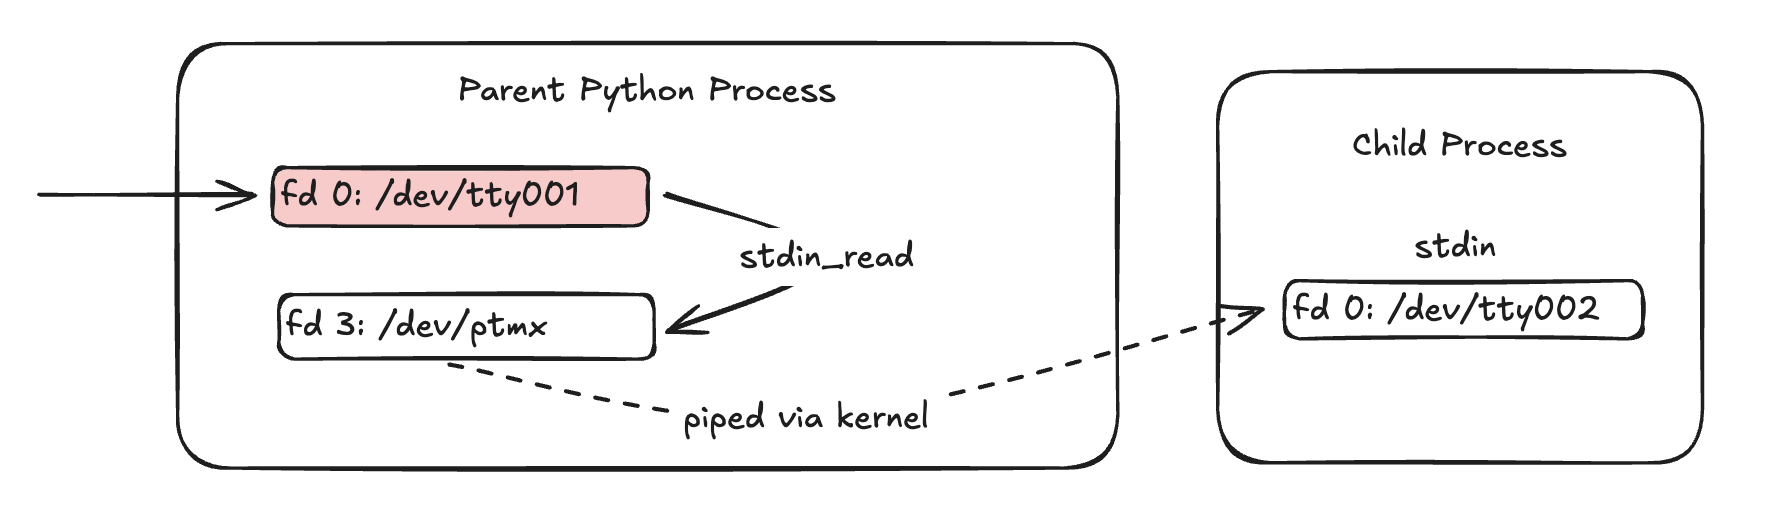 Parent Python Process
Child Process
fd 0: /dev/tty001
stdin
stdin_read
fd 0: /dev/tty002
fd 3: /dev/ptmx
piped via kernel